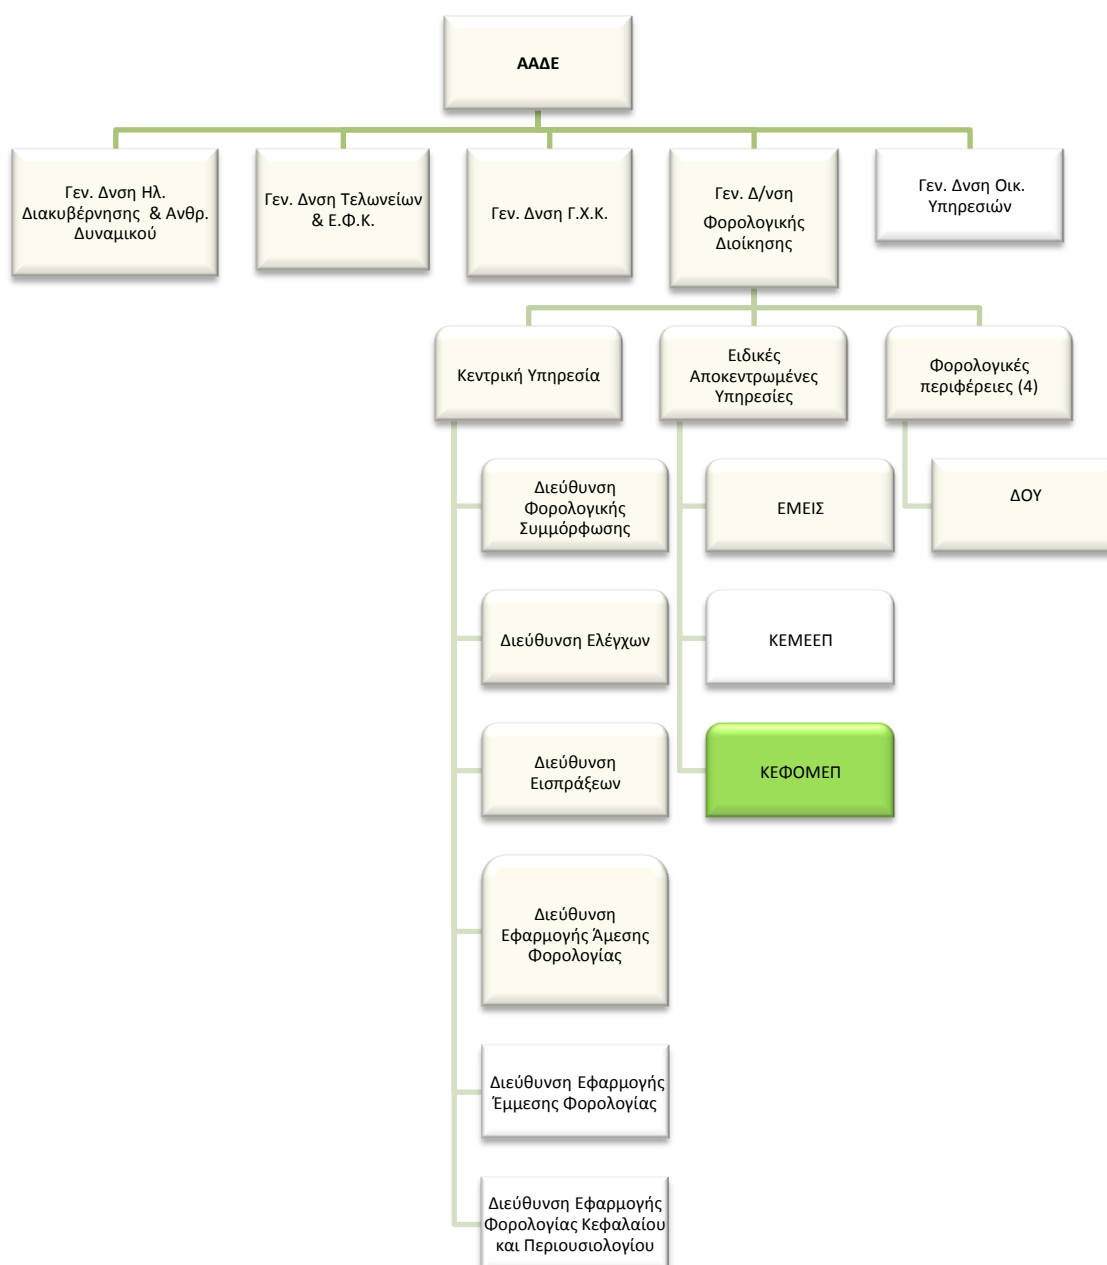 ΑΑΔΕ
Γεν. Δνση Ηλ.
Διακυβέρνησης & Ανθρ.
Δυναμικού
Γεν. Δνση Τελωνείων
& Ε.Φ.Κ.
Γεν. Δνση Γ.Χ.Κ.
Γεν. Δ/νση
Φορολογικής
Διοίκησης
Γεν. Δνση Οικ.
Υπηρεσιών
Κεντρική Υπηρεσία
Ειδικές
Αποκεντρωμένες
Υπηρεσίες
Φορολογικές
περιφέρειες (4)
Διεύθυνση
Φορολογικής
Συμμόρφωσης
ΕΜΕΙΣ
ΔΟΥ
Διεύθυνση Ελέγχων
ΚΕΜΕΕΠ
Διεύθυνση
Εισπράξεων
ΚΕΦΟΜΕΠ
Διεύθυνση
Εφαρμογής Άμεσης
Φορολογίας
Διεύθυνση Εφαρμογής
Έμμεσης Φορολογίας
Διεύθυνση Εφαρμογής
Φορολογίας Κεφαλαίου
και Περιουσιολογίου